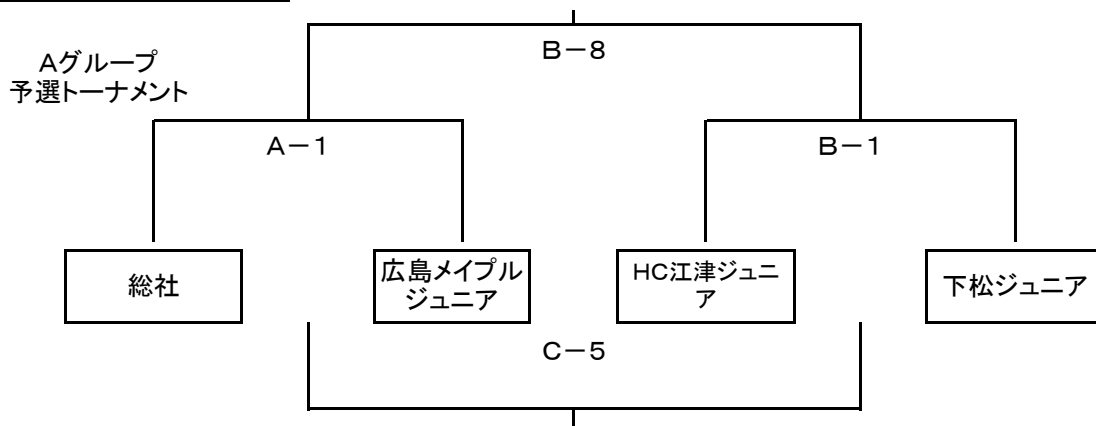 B－8
Aグループ
予選トーナメント
A－1
B－1
総社
広島メイプル
ジュニア
HC江津ジュニ
ア
下松ジュニア
C－5